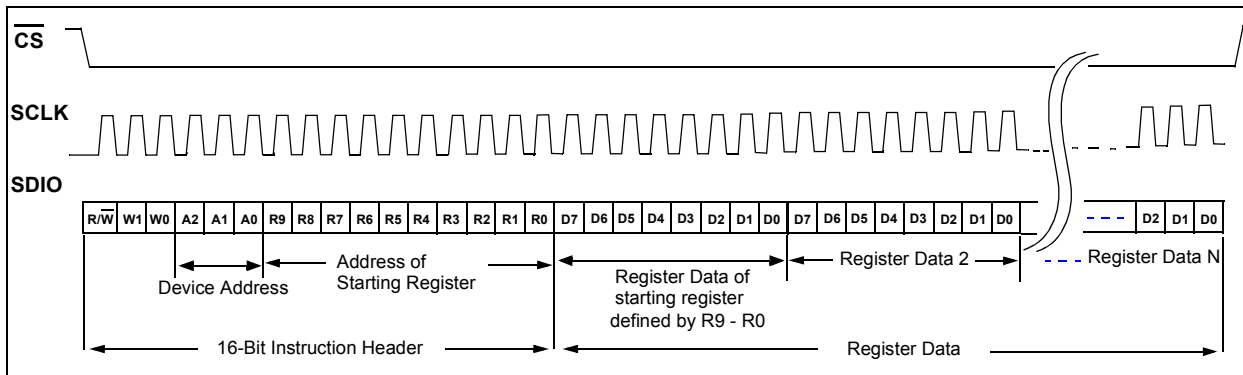 CS
SCLK
SDIO
R/W W1 W0 A2 A1 A0 R9 R8 R7 R6 R5 R4 R3 R2 R1 R0 D7 D6 D5 D4 D3 D2 D1 D0 D7 D6 D5 D4 D3 D2 D1 D0 D2 D1 D0
Device Address
Address of
Starting Register
Register Data of
starting register
defined by R9 - R0
Register Data 2
Register Data N
16-Bit Instruction Header
Register Data